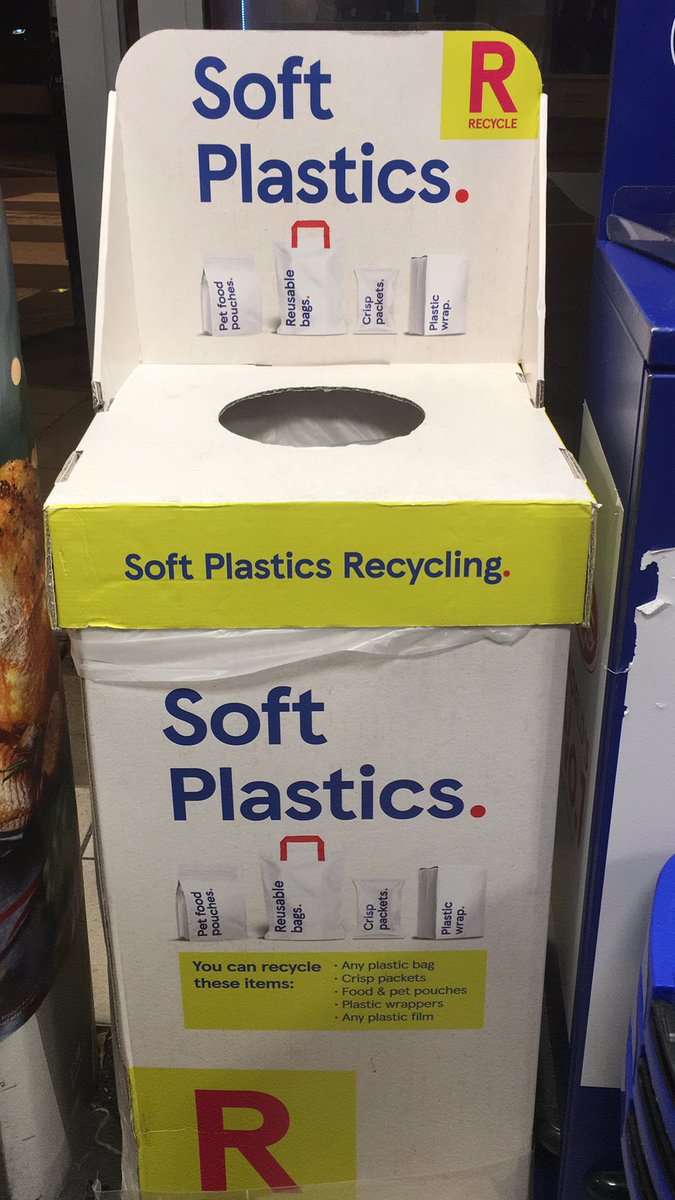 Soft
Plastics.
R
RECYCLE
Pet food
pouches.
Reusable
bags.
Crisp
packets.
Plastic
wrap.
Soft Plastics Recycling.
Soft
Plastics.
Pet food
pouches.
Reusable
bags.
Crisp
packets.
Plastic
wrap.
You can recycle
these items:
· Any plastic bag
· Crisp packets
· Food & pet pouches
· Plastic wrappers
· Any plastic film
R